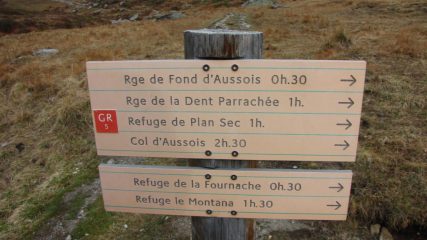 Rge de Fond d'Aussois 0h.30
Rge de la Dent Parrachée 1h.
GR
5
Refuge de Plan Sec 1h.
Col d'Aussois 2h.30
Refuge de la Fournache 0h.30
Refuge le Montana 1h.30